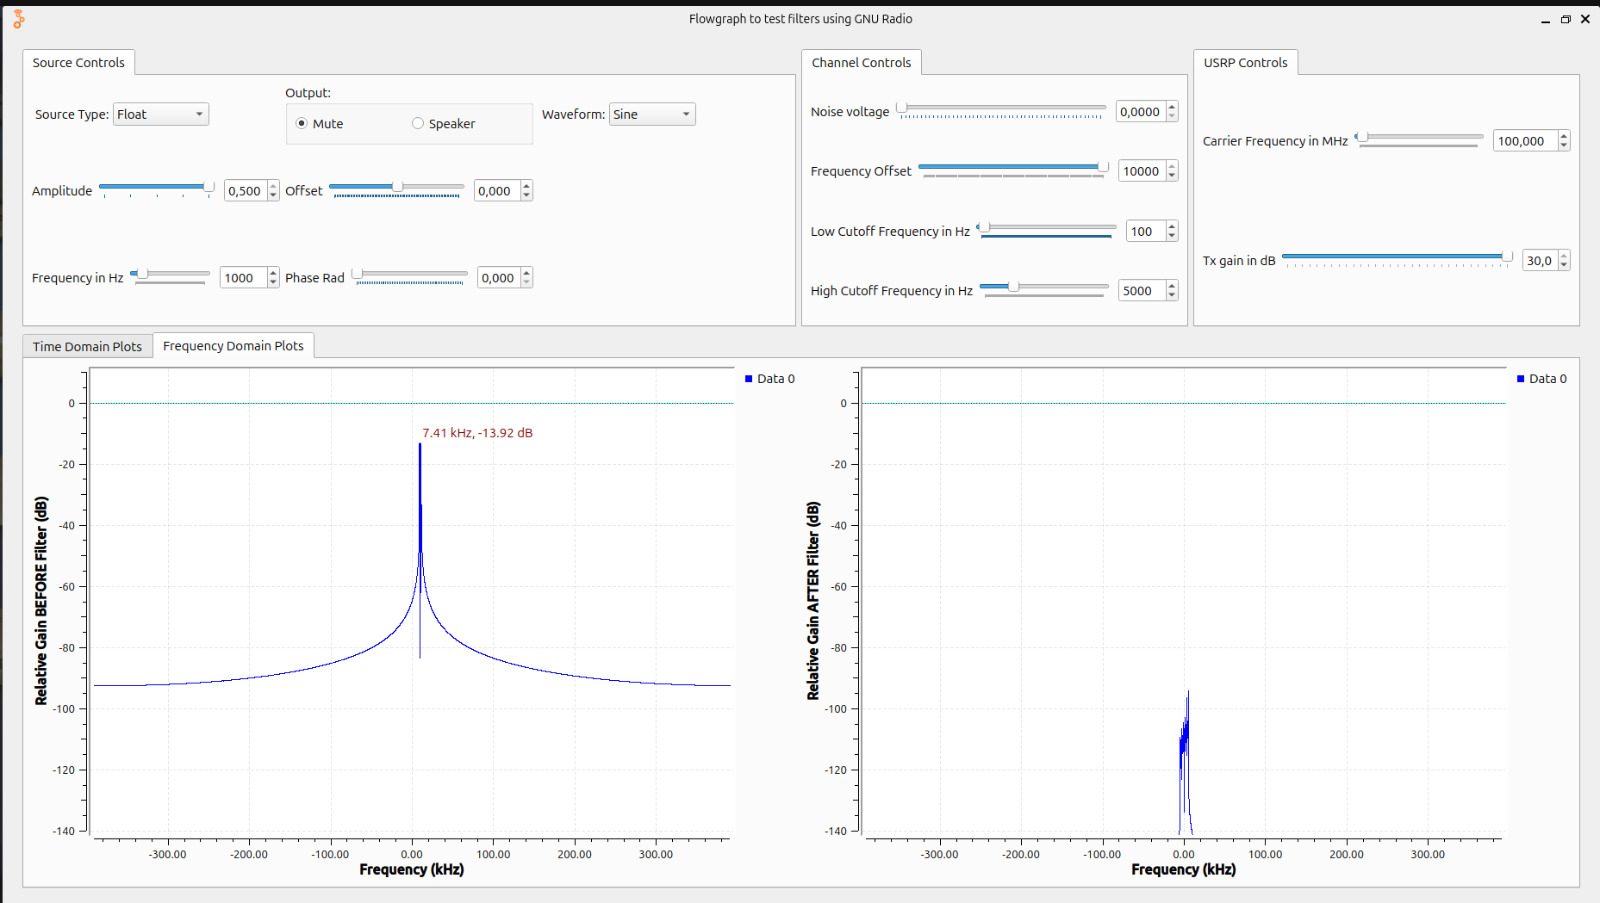 Flowgraph to test filters using GNU Radio
Source Controls
Source Type: Float
Output:
Mute
Speaker
Waveform: Sine
Amplitude 0,500
Offset 0,000
Frequency in Hz 1000
Phase Rad 0,000
Channel Controls
Noise voltage 0,0000
Frequency Offset 10000
Low Cutoff Frequency in Hz 100
High Cutoff Frequency in Hz 5000
USRP Controls
Carrier Frequency in MHz 100,000
Tx gain in dB 30,0
Time Domain Plots
Frequency Domain Plots
Relative Gain BEFORE Filter (dB)
0
-20
-40
-60
-80
-100
-120
-140
7.41 kHz, -13.92 dB
Data 0
-300.00 -200.00 -100.00 0.00 100.00 200.00 300.00
Frequency (kHz)
Relative Gain AFTER Filter (dB)
0
-20
-40
-60
-80
-100
-120
-140
Data 0
-300.00 -200.00 -100.00 0.00 100.00 200.00 300.00
Frequency (kHz)